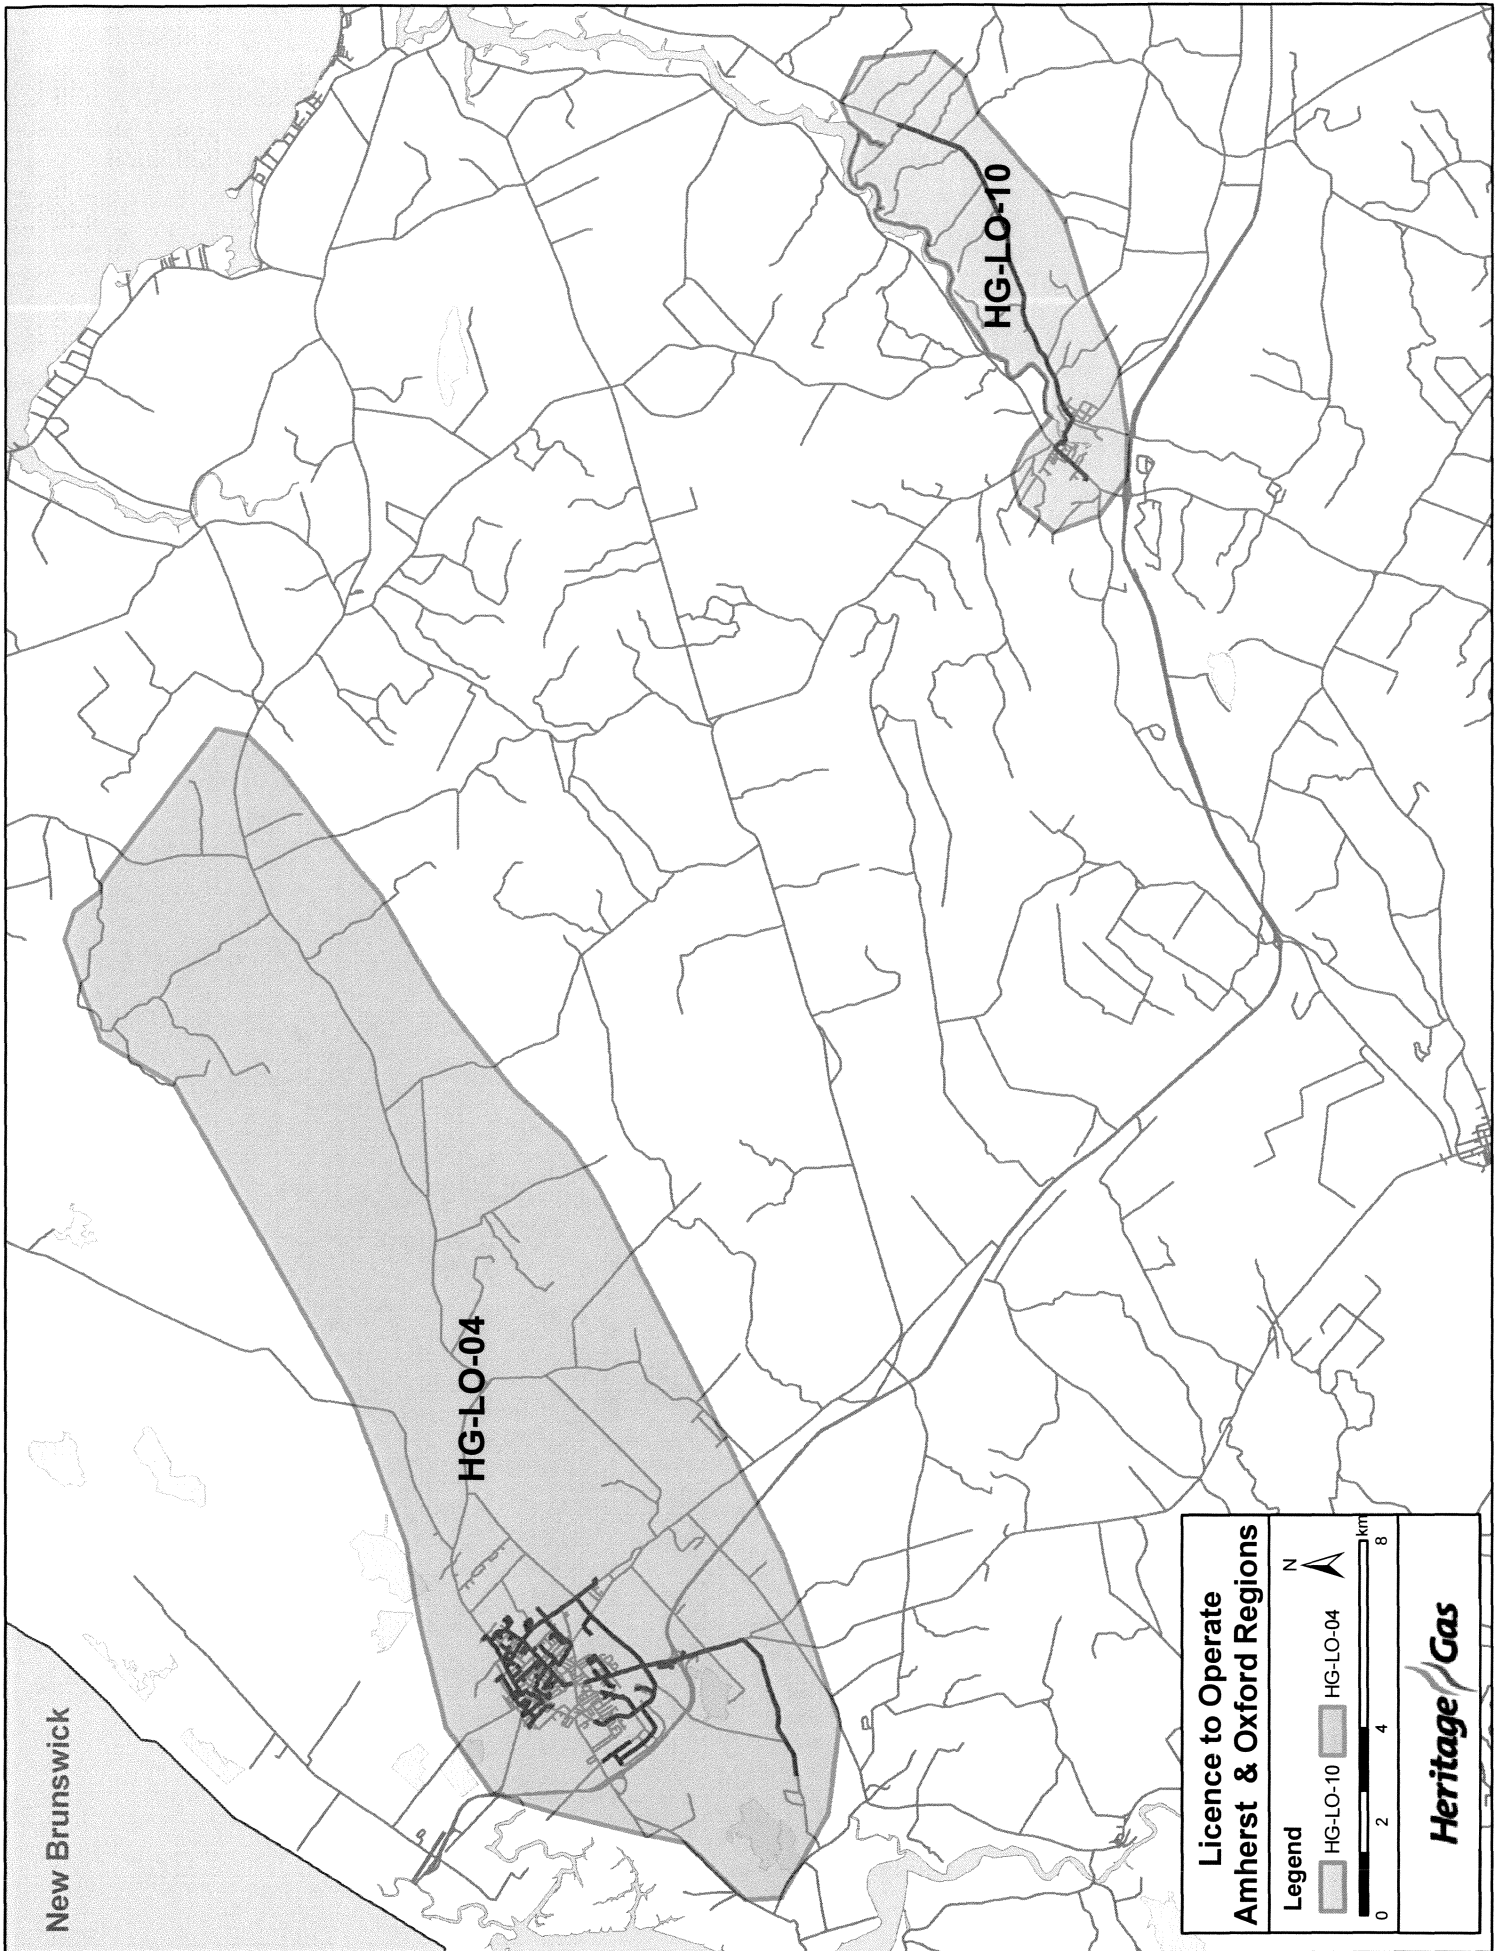 New Brunswick
HG-LO-04
HG-LO-10
Licence to Operate
Amherst & Oxford Regions
Legend
N
HG-LO-10 HG-LO-04
0 2 4 8 km
Heritage Gas